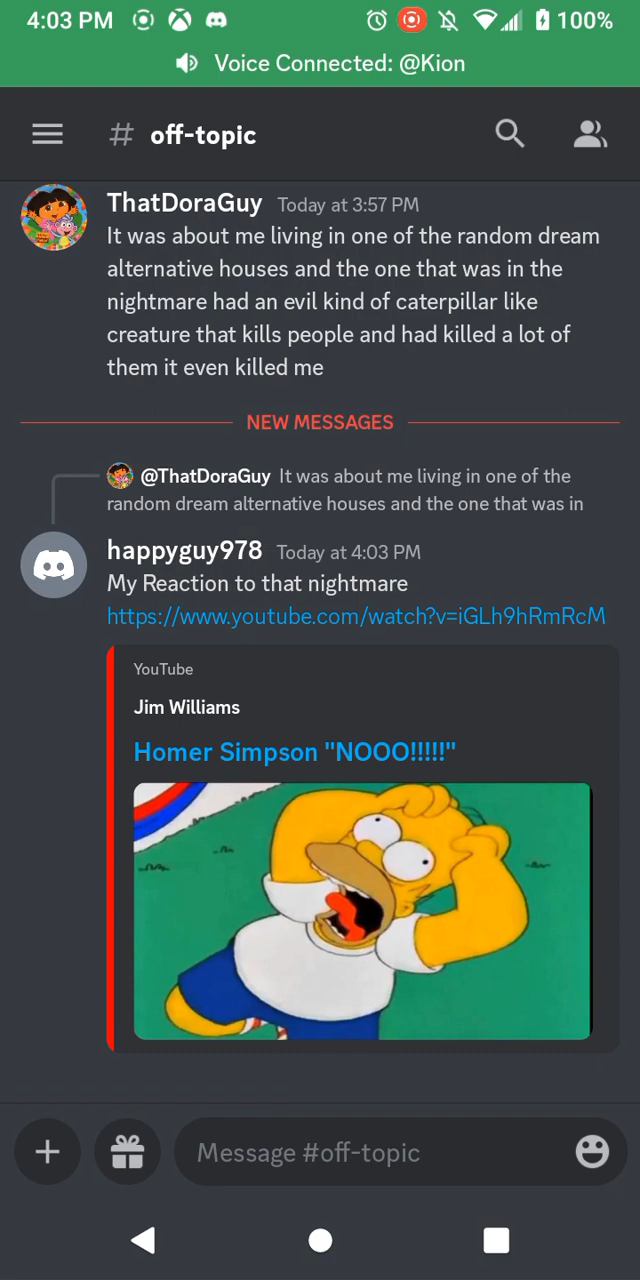 4:03 PM 100%
Voice Connected: @Kion
# off-topic
ThatDoraGuy Today at 3:57 PM
It was about me living in one of the random dream
alternative houses and the one that was in the
nightmare had an evil kind of caterpillar like
creature that kills people and had killed a lot of
them it even killed me
NEW MESSAGES
@ThatDoraGuy It was about me living in one of the
random dream alternative houses and the one that was in
happyguy978 Today at 4:03 PM
My Reaction to that nightmare
https://www.youtube.com/watch?v=iGLh9hRmRcM
YouTube
Jim Williams
Homer Simpson "NOOO!!!!!"
Message #off-topic